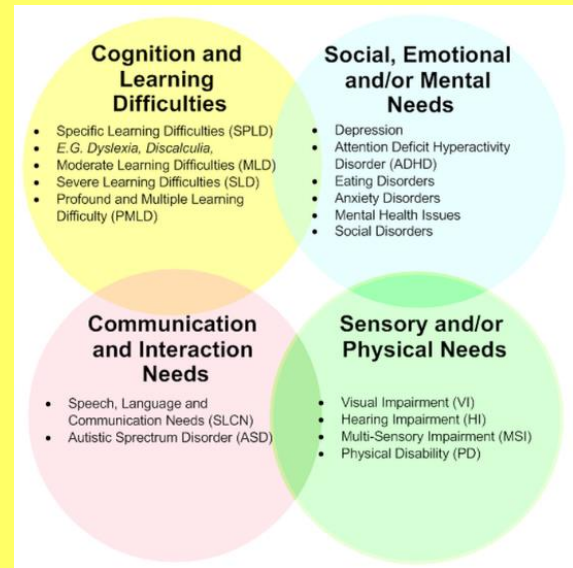 Cognition and
Learning
Difficulties
• Specific Learning Difficulties (SPLD)
• E.G. Dyslexia, Discalculia,
• Moderate Learning Difficulties (MLD)
• Severe Learning Difficulties (SLD)
• Profound and Multiple Learning
Difficulty (PMLD)
Social, Emotional
and/or Mental
Needs
• Depression
• Attention Deficit Hyperactivity
Disorder (ADHD)
• Eating Disorders
• Anxiety Disorders
• Mental Health Issues
• Social Disorders
Communication
and Interaction
Needs
• Speech, Language and
Communication Needs (SLCN)
• Autistic Sprectrum Disorder (ASD)
Sensory and/or
Physical Needs
• Visual Impairment (VI)
• Hearing Impairment (HI)
• Multi-Sensory Impairment (MSI)
• Physical Disability (PD)